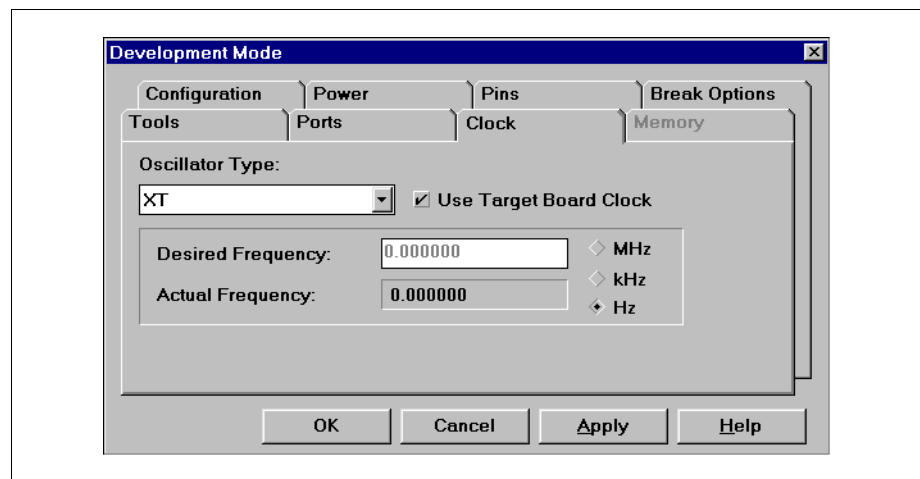 Development Mode
Configuration Power Pins Break Options
Tools Ports Clock Memory
Oscillator Type:
XT Use Target Board Clock
Desired Frequency: 0.000000 MHz
kHz
Actual Frequency: 0.000000
Hz
OK Cancel Apply Help